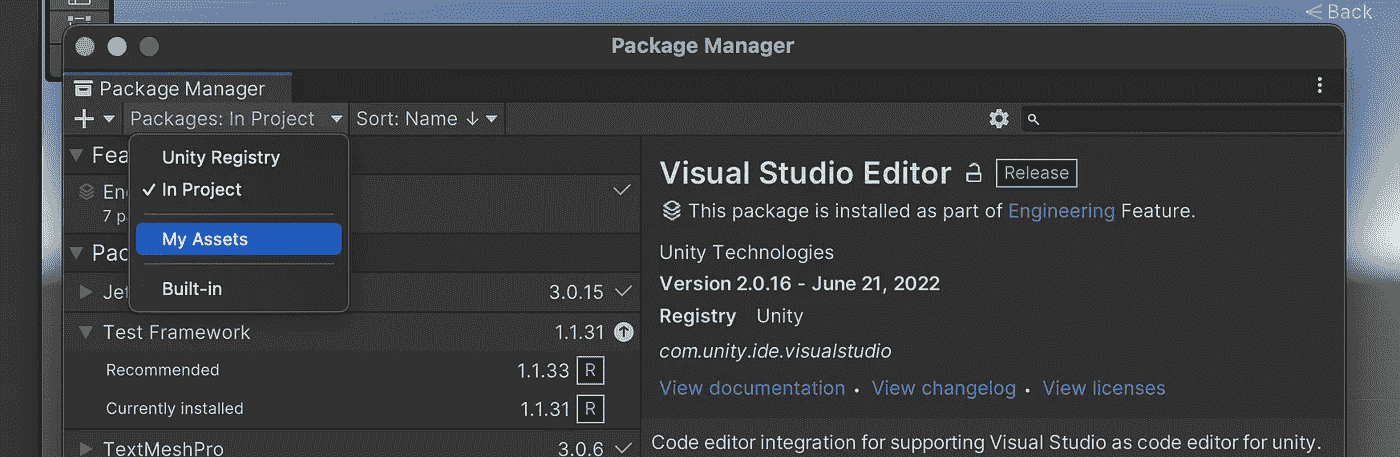 < Back
Package Manager
Package Manager
Packages: In Project
Sort: Name ↓
Unity Registry
In Project
My Assets
Built-in
Fea
7 p
Pac
Jet
3.0.15
Test Framework
1.1.31
Recommended
1.1.33 R
Currently installed
1.1.31 R
TextMeshPro
3.0.6
Visual Studio Editor
Release
This package is installed as part of Engineering Feature.
Unity Technologies
Version 2.0.16 - June 21, 2022
Registry Unity
com.unity.ide.visualstudio
View documentation • View changelog • View licenses
Code editor integration for supporting Visual Studio as code editor for unity.